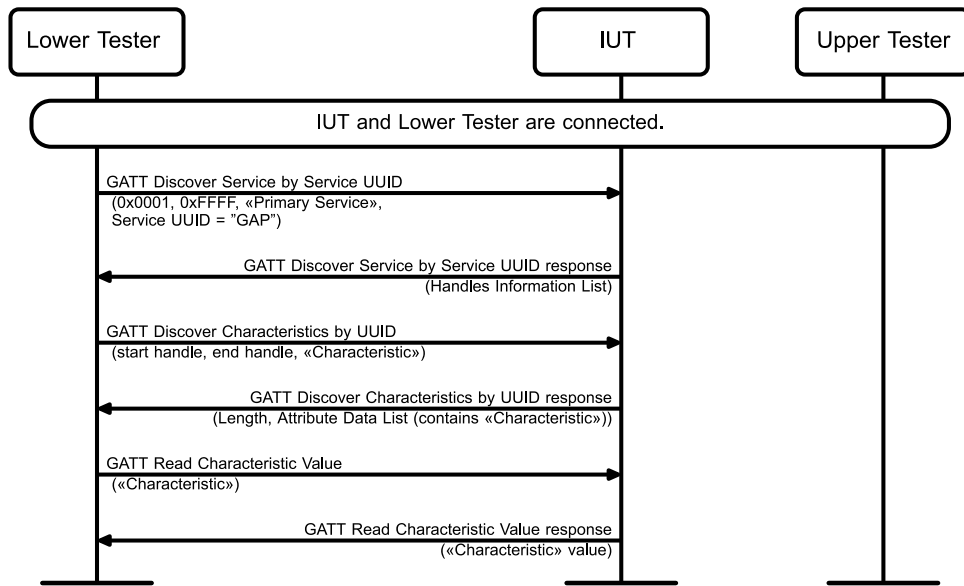 Lower Tester
IUT
Upper Tester
IUT and Lower Tester are connected.
GATT Discover Service by Service UUID
(0x0001, 0xFFFF, «Primary Service»,
Service UUID = ”GAP”)
GATT Discover Service by Service UUID response
(Handles Information List)
GATT Discover Characteristics by UUID
(start handle, end handle, «Characteristic»)
GATT Discover Characteristics by UUID response
(Length, Attribute Data List (contains «Characteristic»))
GATT Read Characteristic Value
(«Characteristic»)
GATT Read Characteristic Value response
(«Characteristic» value)